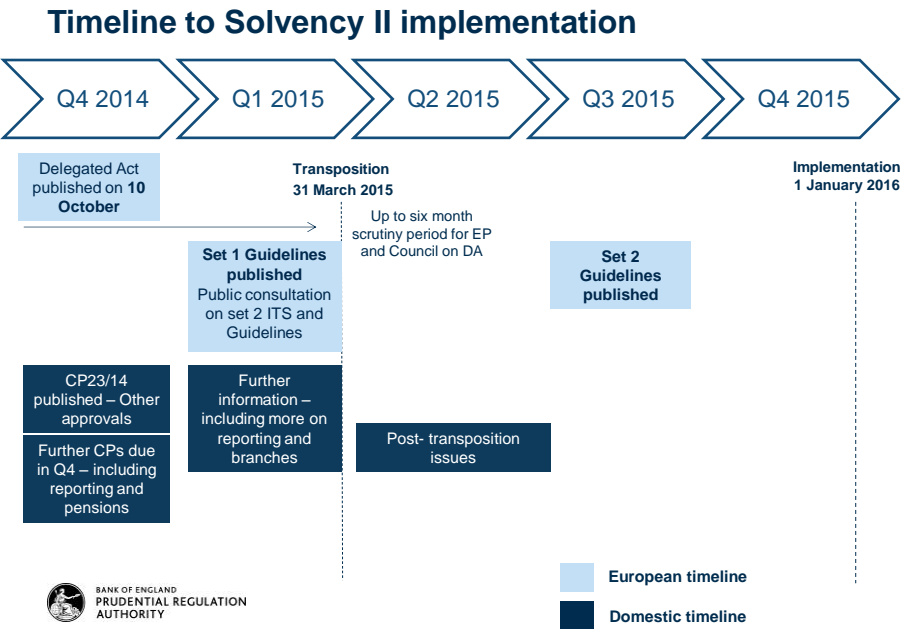 Timeline to Solvency II implementation
Q4 2014
Q1 2015
Q2 2015
Q3 2015
Q4 2015
Delegated Act
published on 10
October
Transposition
31 March 2015
Implementation
1 January 2016
Up to six month
scrutiny period for EP
and Council on DA
Set 1 Guidelines
published
Public consultation
on set 2 ITS and
Guidelines
Set 2
Guidelines
published
CP23/14
published – Other
approvals
Further CPs due
in Q4 – including
reporting and
pensions
Further
information –
including more on
reporting and
branches
Post- transposition
issues
European timeline
Domestic timeline
BANK OF ENGLAND
PRUDENTIAL REGULATION
AUTHORITY